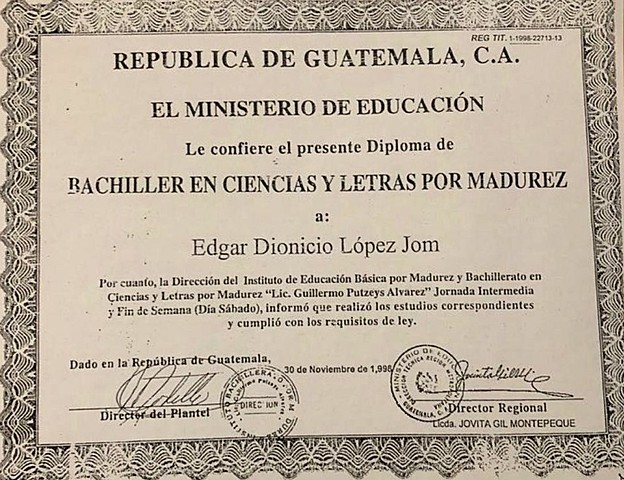 REG TIT. 1-1998-22713-13
REPUBLICA DE GUATEMALA, C.A.
EL MINISTERIO DE EDUCACIÓN
Le confiere el presente Diploma de
BACHILLER EN CIENCIAS Y LETRAS POR MADUREZ
a:
Edgar Dionicio López Jom
Por cuanto, la Dirección del Instituto de Educación Básica por Madurez y Bachillerato en
Ciencias y Letras por Madurez "Lic. Guillermo Putzeys Alvarez" Jornada Intermedia
y Fin de Semana (Día Sábado), informó que realizó los estudios correspondientes
y cumplió con los requisitos de ley.
Dado en la República de Guatemala,
30 de Noviembre de 1,998
DIRECCION
Director del Plantel
Director Regional
Licda. JOVITA GIL MONTEPEQUE